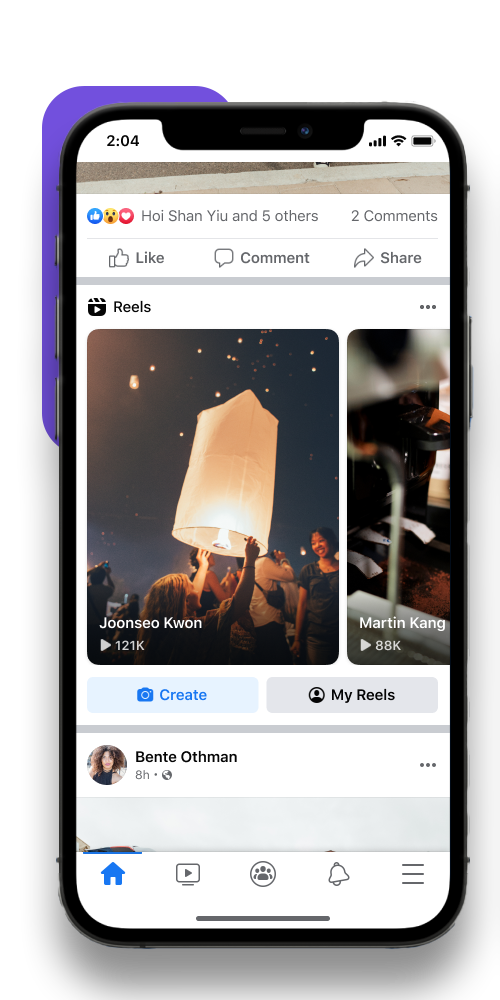 2:04
Hoi Shan Yiu and 5 others 2 Comments
Like Comment Share
Reels
Joonseo Kwon
121K
Martin Kang
88K
Create My Reels
Bente Othman
8h •